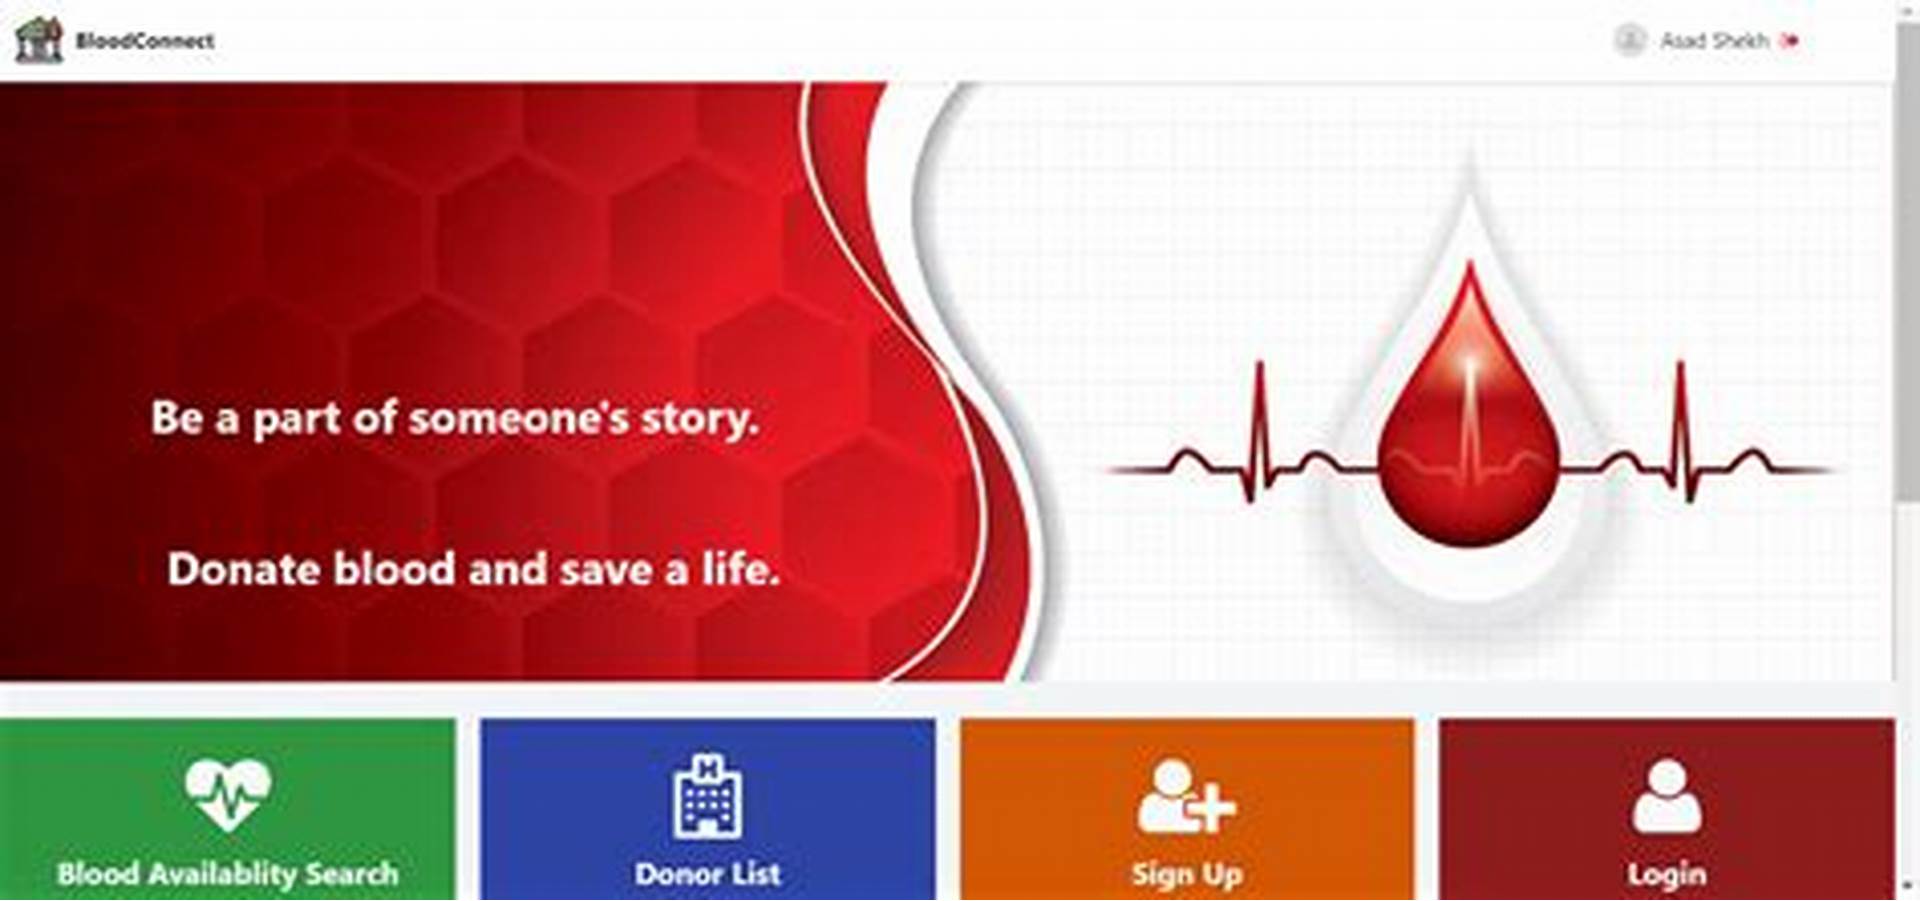 BloodConnect
Asad Shekh
Be a part of someone's story.
Donate blood and save a life.
Blood Availablity Search
Donor List
Sign Up
Login